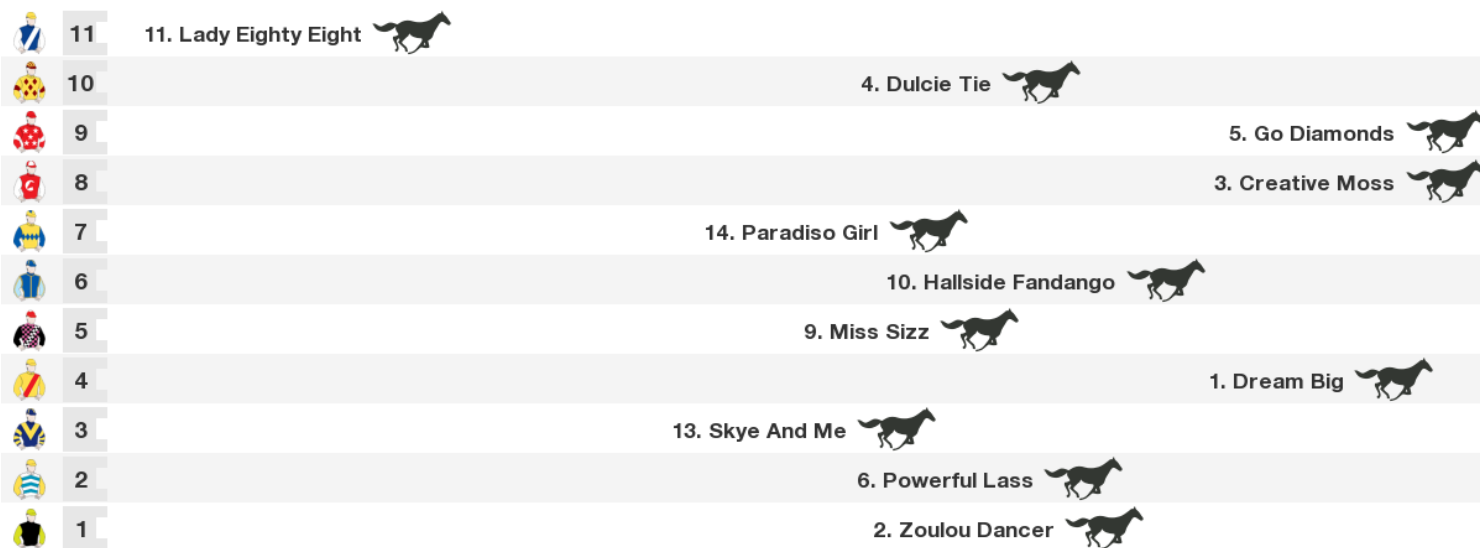 11 11. Lady Eighty Eight
10 4. Dulcie Tie
9 5. Go Diamonds
8 3. Creative Moss
7 14. Paradiso Girl
6 10. Hallside Fandango
5 9. Miss Sizz
4 1. Dream Big
3 13. Skye And Me
2 6. Powerful Lass
1 2. Zoulou Dancer